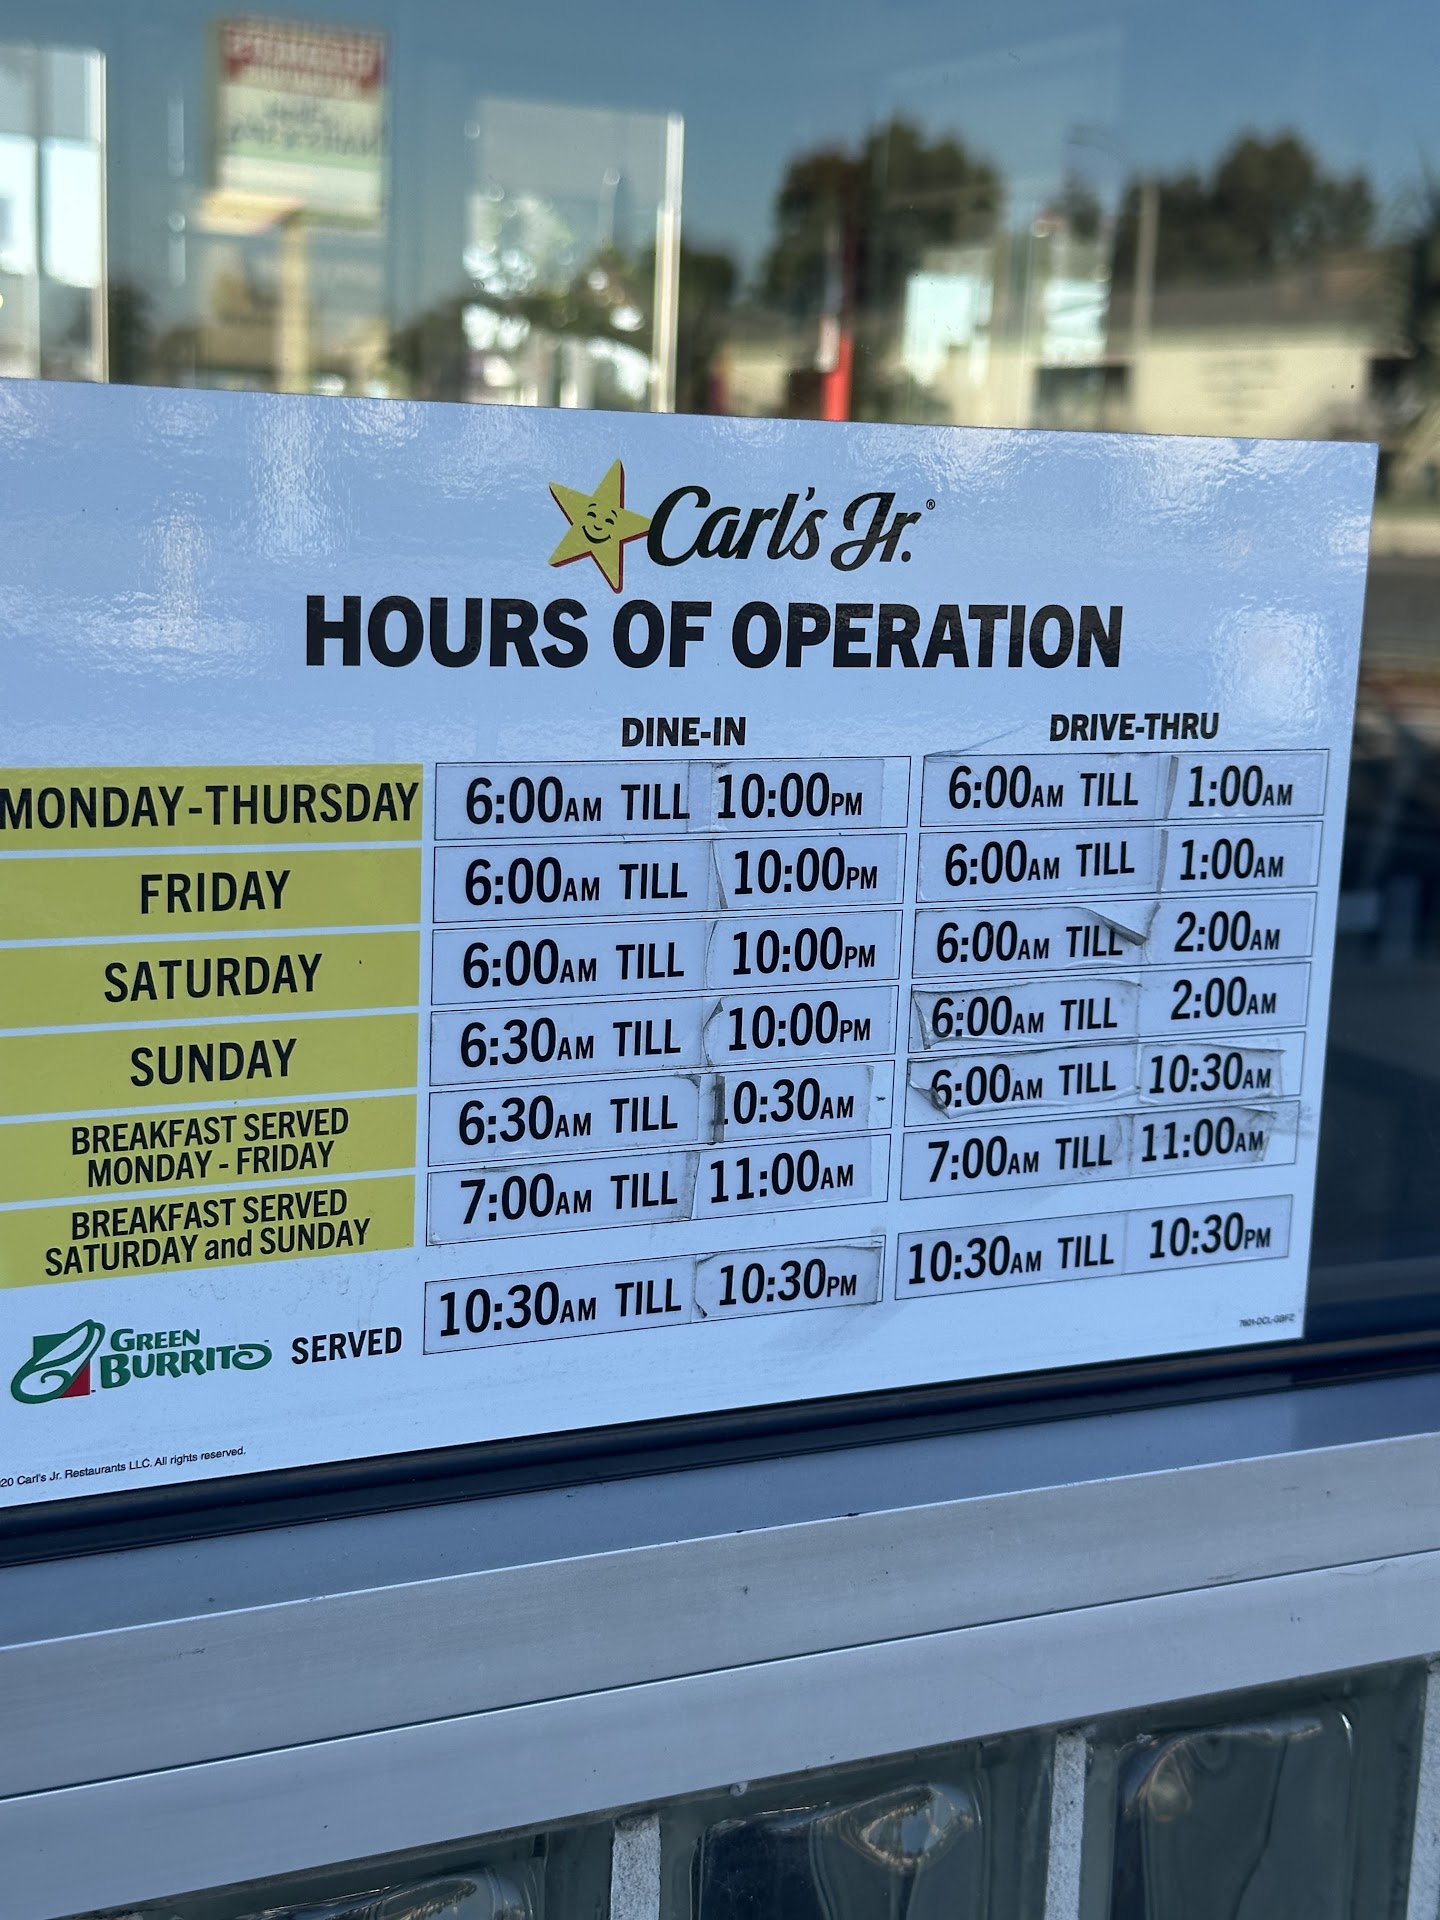 Carl's Jr.®
HOURS OF OPERATION
DINE-IN DRIVE-THRU
MONDAY-THURSDAY 6:00AM TILL 10:00PM 6:00AM TILL 1:00AM
FRIDAY 6:00AM TILL 10:00PM 6:00AM TILL 1:00AM
SATURDAY 6:00AM TILL 10:00PM 6:00AM TILL 2:00AM
SUNDAY 6:30AM TILL 10:00PM 6:00AM TILL 2:00AM
BREAKFAST SERVED
MONDAY - FRIDAY 6:30AM TILL 10:30AM 6:00AM TILL 10:30AM
BREAKFAST SERVED
SATURDAY and SUNDAY 7:00AM TILL 11:00AM 7:00AM TILL 11:00AM
GREEN
BURRITO™ SERVED 10:30AM TILL 10:30PM 10:30AM TILL 10:30PM
20 Carl's Jr. Restaurants LLC. All rights reserved.